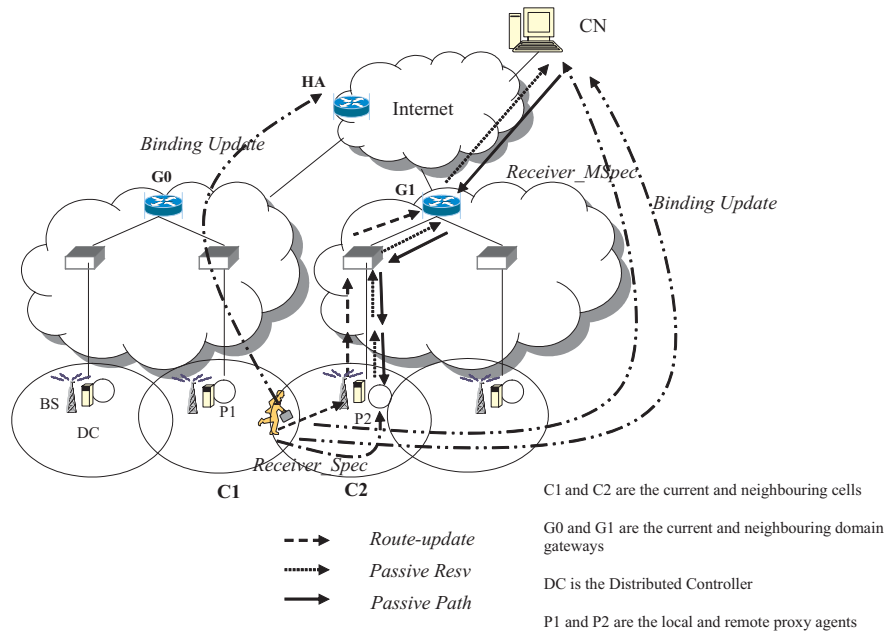 CN
HA
Internet
Binding Update
G0
G1
Receiver_MSpec
Binding Update
BS
DC
P1
P2
Receiver_Spec
C1
C2
Route-update
Passive Resv
Passive Path
C1 and C2 are the current and neighbouring cells
G0 and G1 are the current and neighbouring domain
gateways
DC is the Distributed Controller
P1 and P2 are the local and remote proxy agents